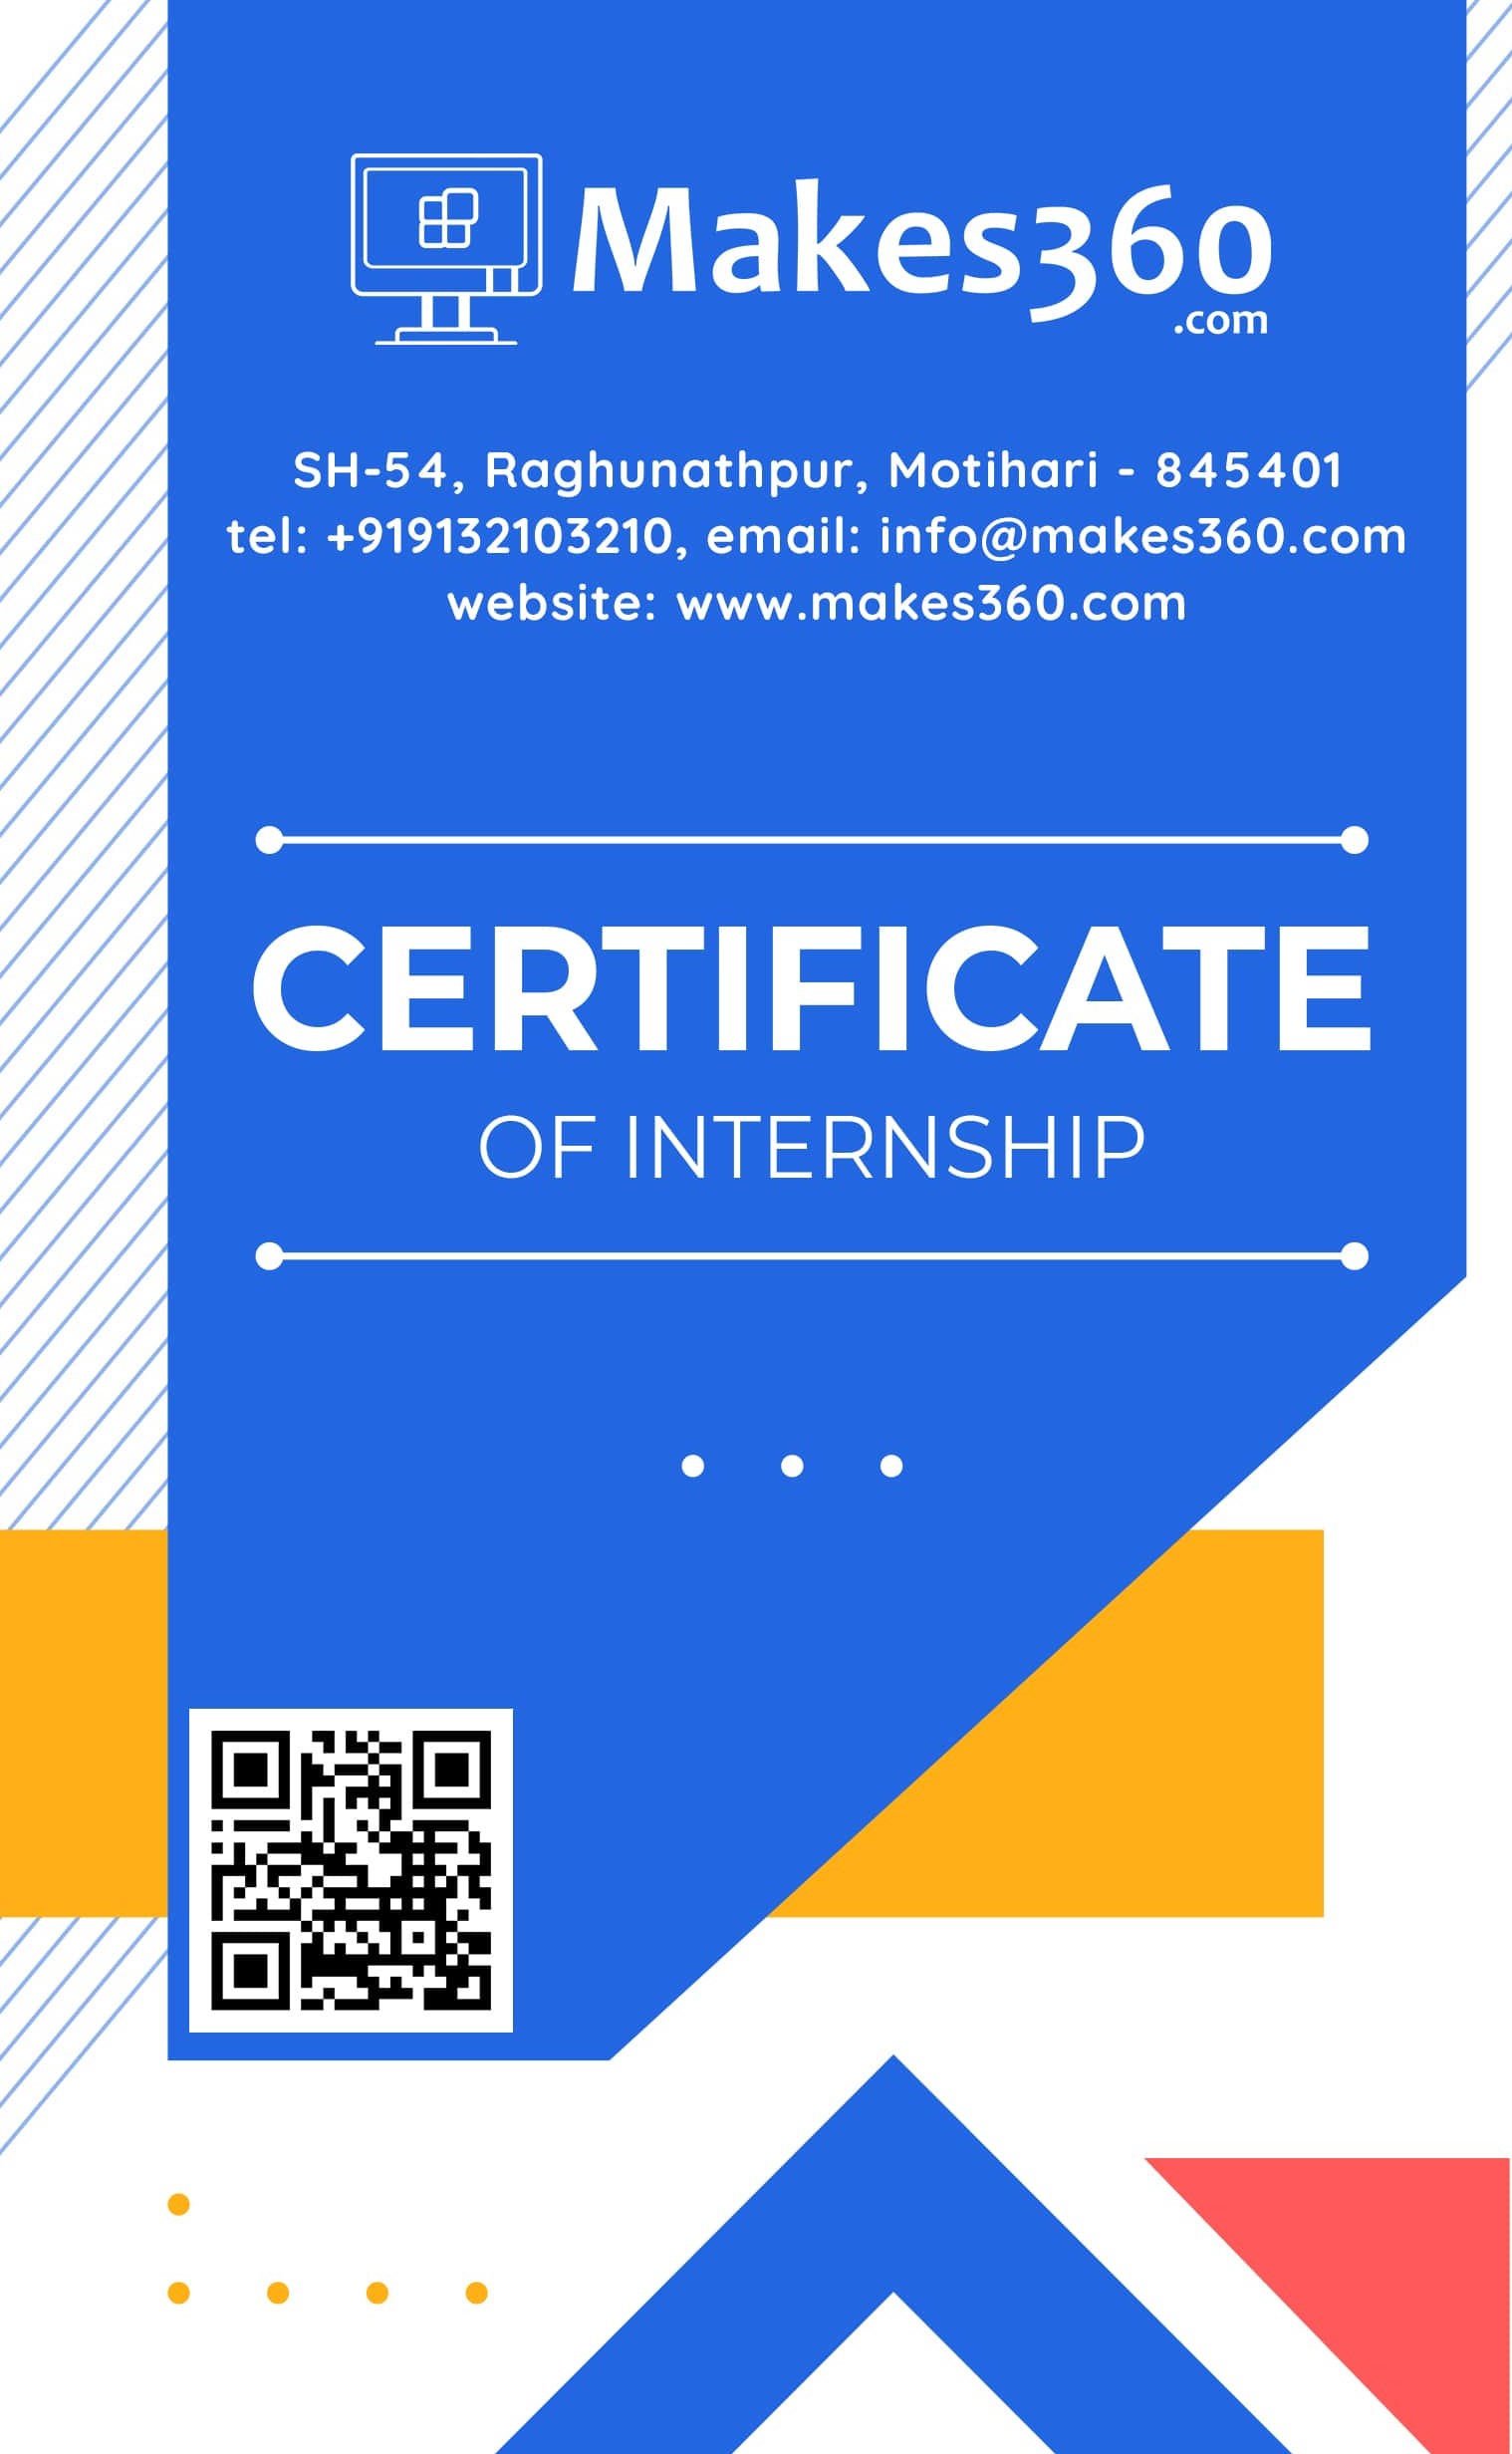 Makes360
.com
SH-54, Raghunathpur, Motihari - 845401
tel: +919132103210, email: info@makes360.com
website: www.makes360.com
CERTIFICATE
OF INTERNSHIP